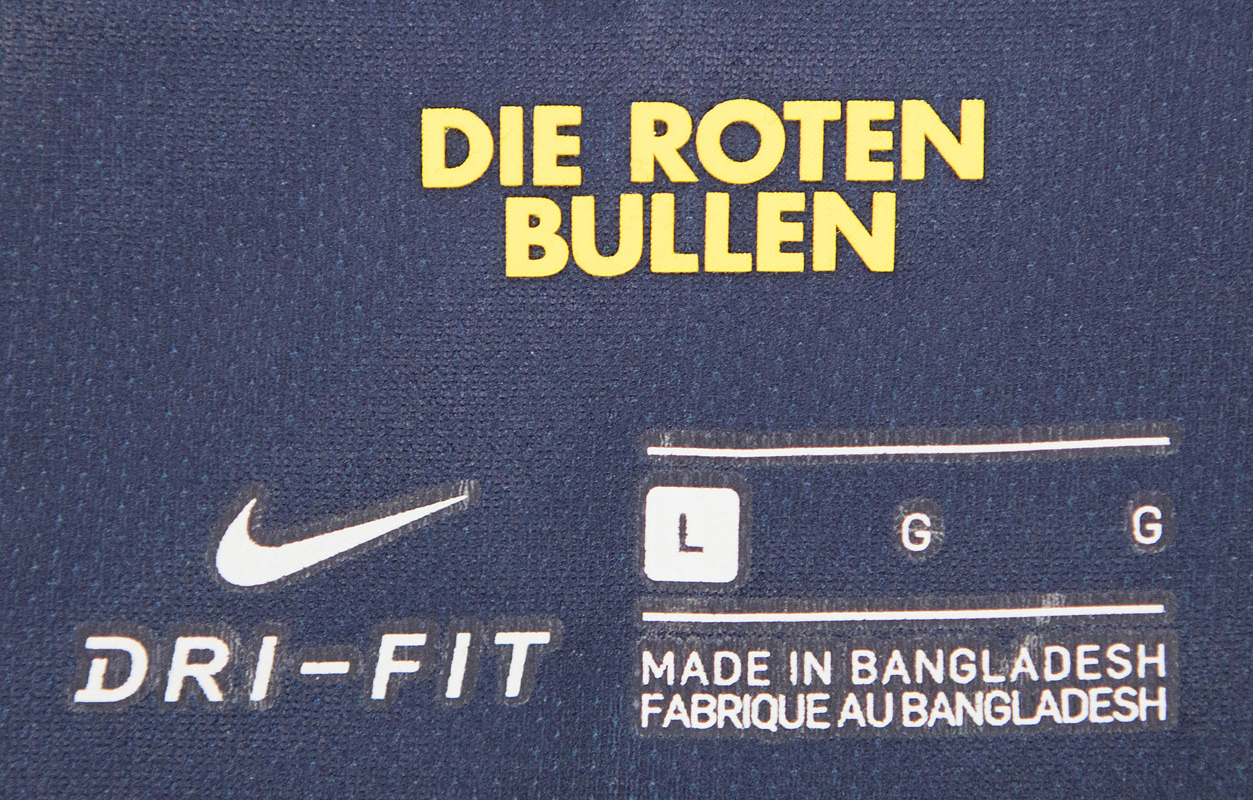 DIE ROTEN
BULLEN
L G G
DRI-FIT
MADE IN BANGLADESH
FABRIQUE AU BANGLADESH